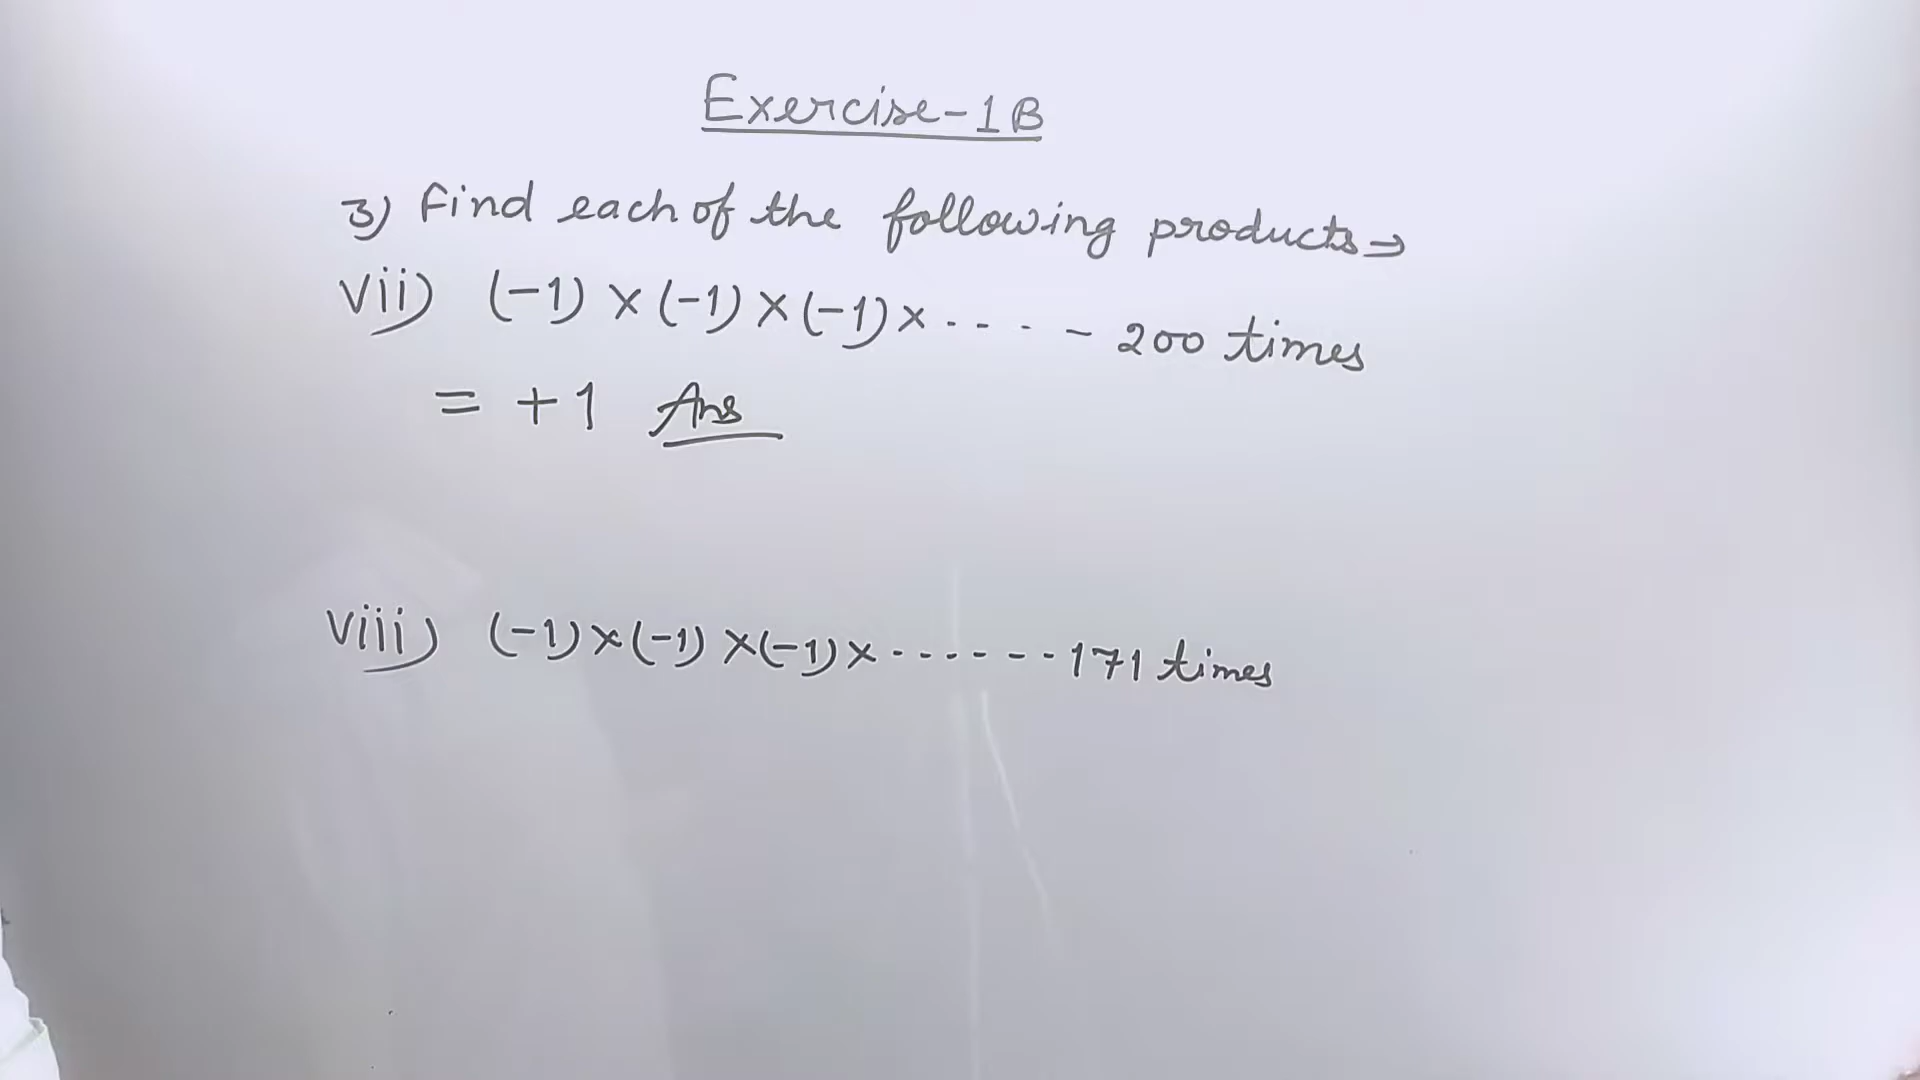 Exercise-1B
3) Find each of the following products→
vii) (-1) × (-1) × (-1) × - - - - - 200 times
= +1 Ans
viii) (-1) × (-1) × (-1) × - - - - - - - - 171 times